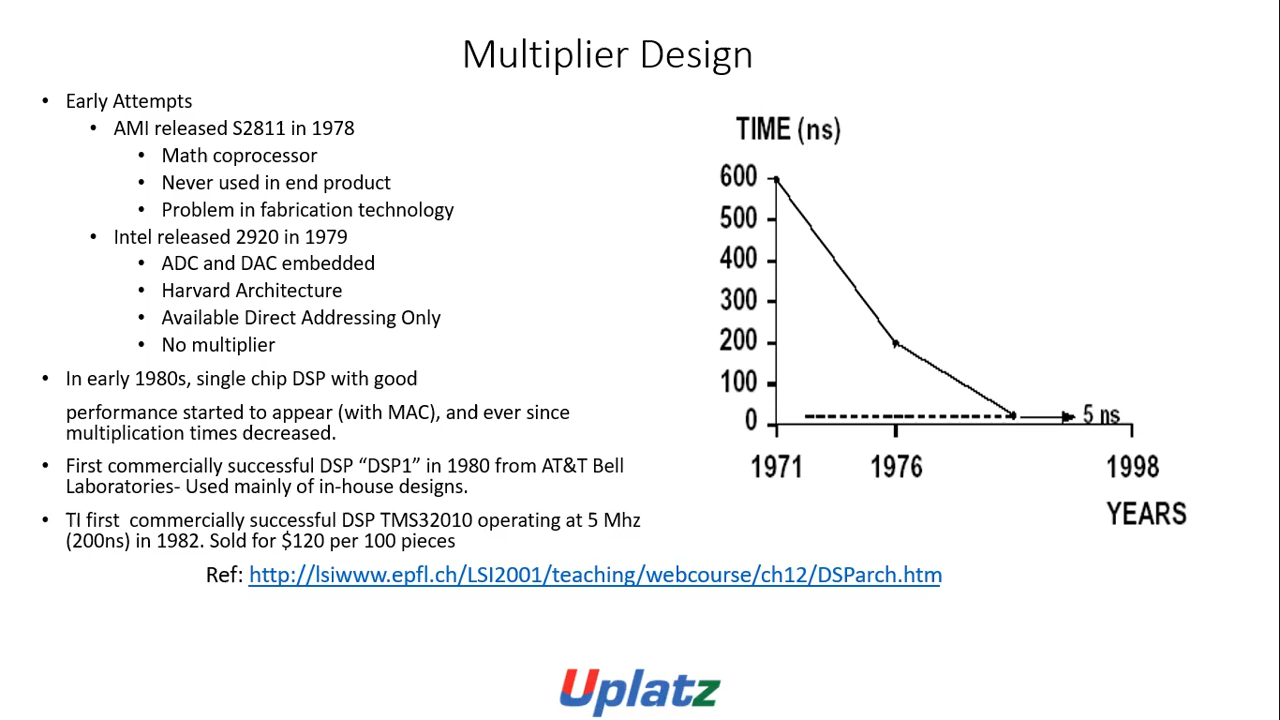 Multiplier Design
• Early Attempts
• AMI released S2811 in 1978
• Math coprocessor
• Never used in end product
• Problem in fabrication technology
• Intel released 2920 in 1979
• ADC and DAC embedded
• Harvard Architecture
• Available Direct Addressing Only
• No multiplier
• In early 1980s, single chip DSP with good
performance started to appear (with MAC), and ever since
multiplication times decreased.
• First commercially successful DSP “DSP1” in 1980 from AT&T Bell
Laboratories- Used mainly of in-house designs.
• TI first commercially successful DSP TMS32010 operating at 5 Mhz
(200ns) in 1982. Sold for $120 per 100 pieces
TIME (ns)
600
500
400
300
200
100
0
5 ns
1971 1976 1998
YEARS
Ref: http://lsiwww.epfl.ch/LSI2001/teaching/webcourse/ch12/DSParch.htm
Uplatz